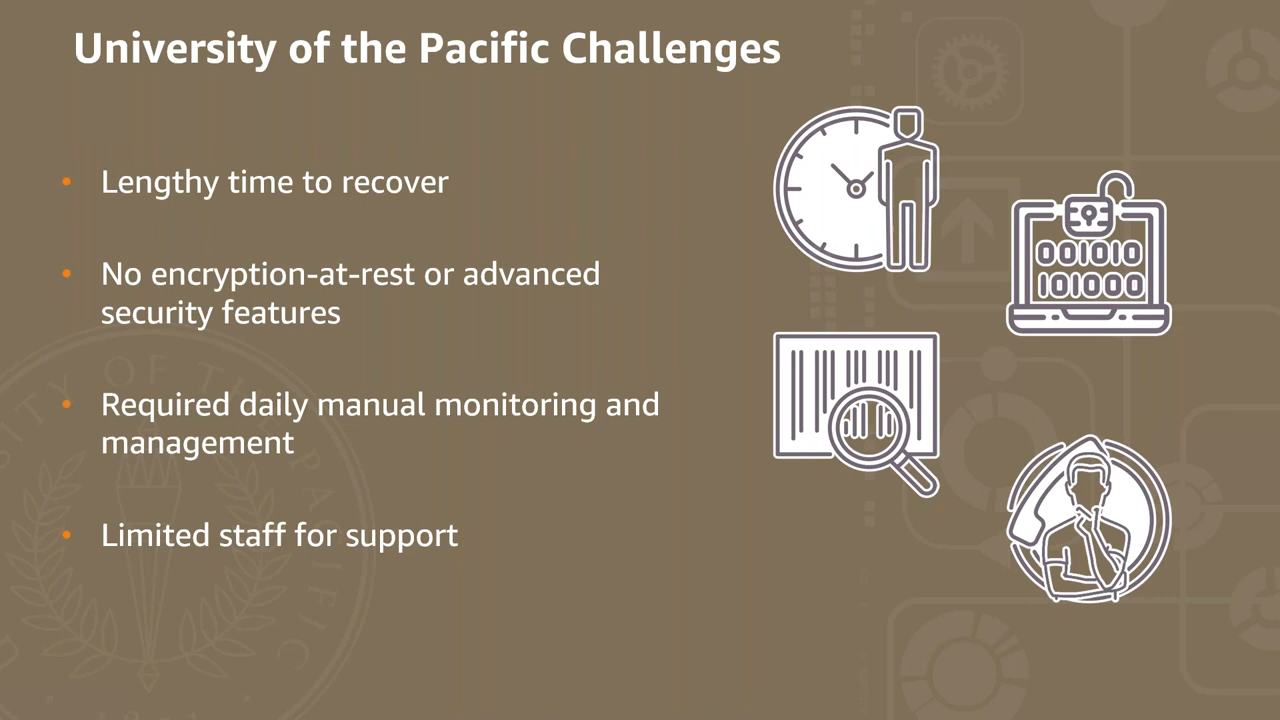 University of the Pacific Challenges
• Lengthy time to recover
• No encryption-at-rest or advanced
security features
• Required daily manual monitoring and
management
• Limited staff for support
001010
101000